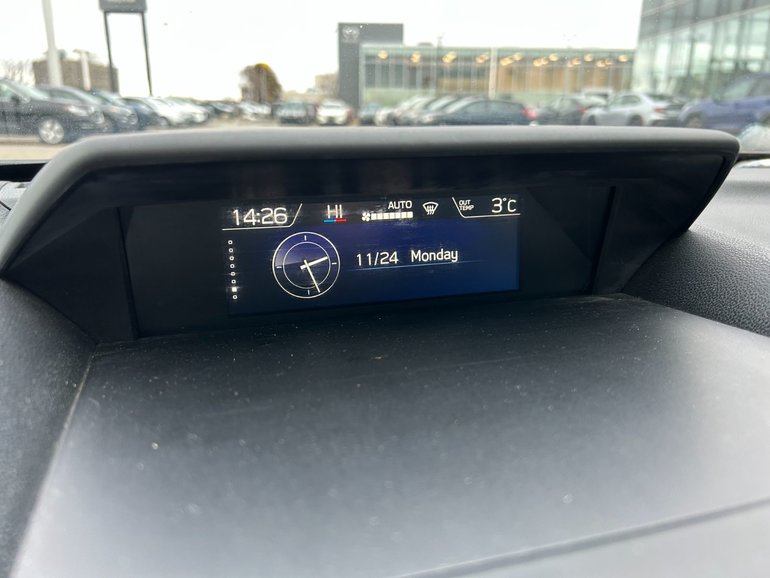 14:26 HI AUTO OUT TEMP 3°C
11/24 Monday